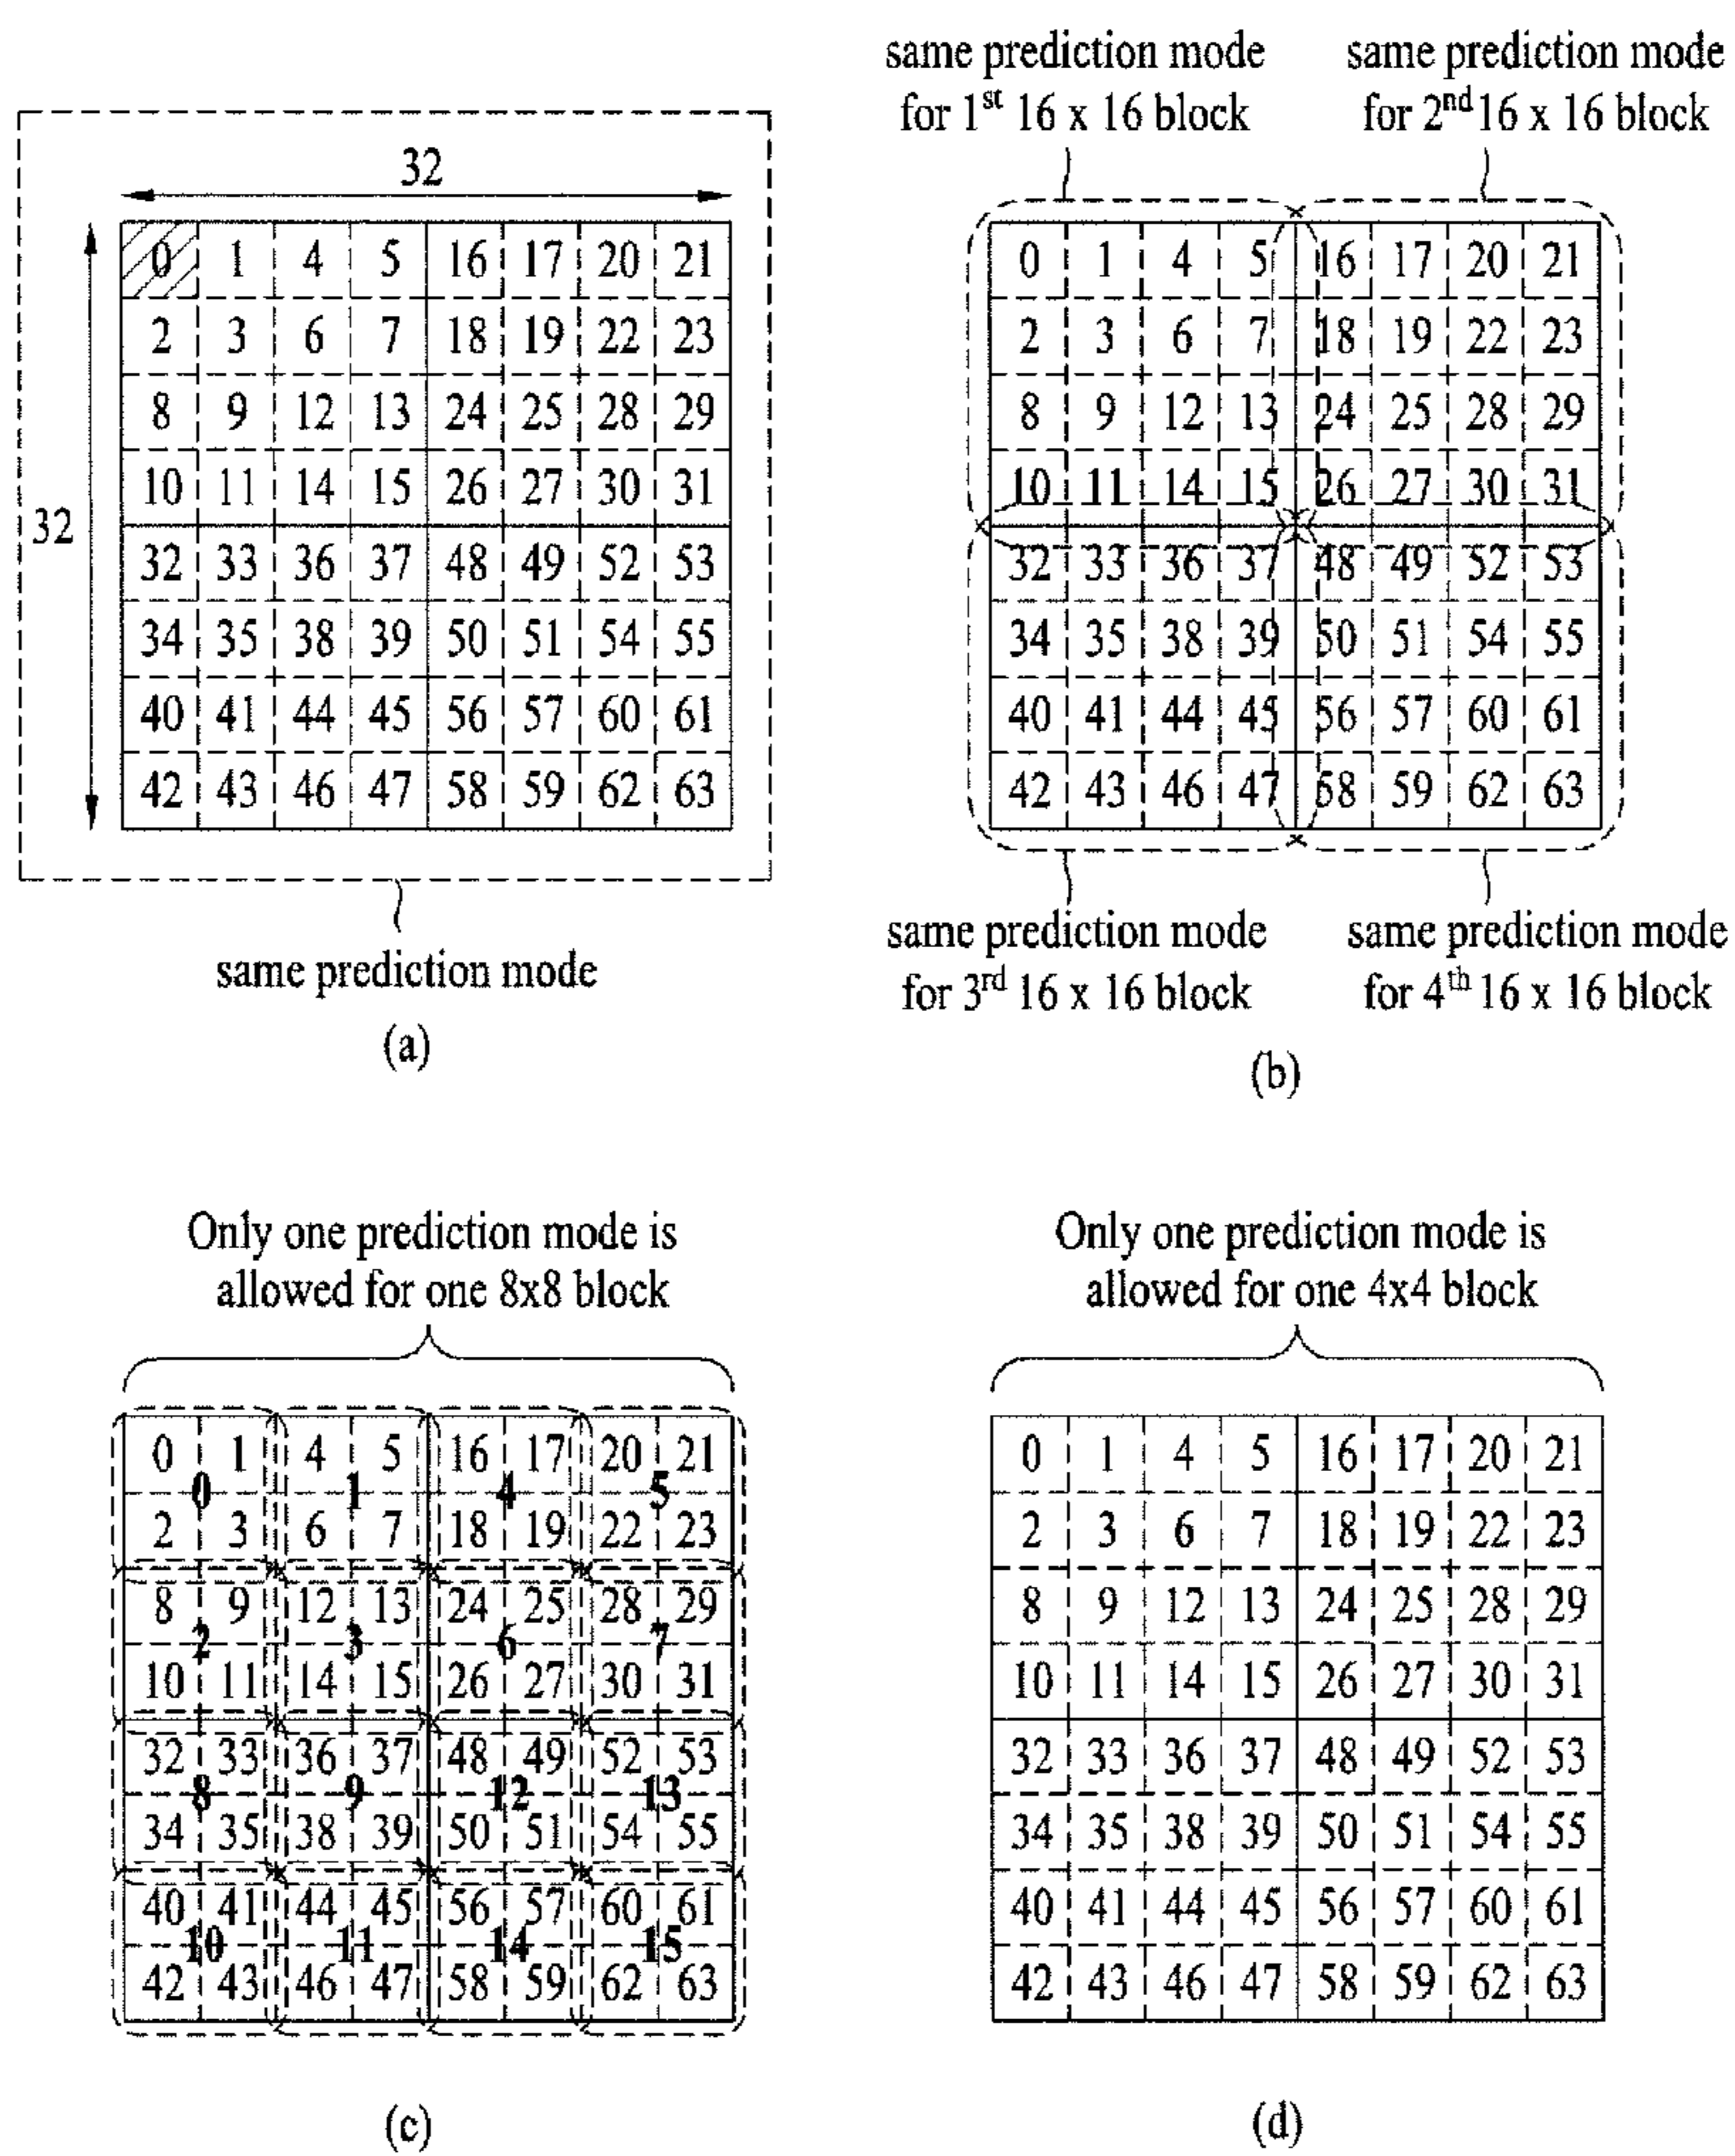 32
32
0 1 4 5 16 17 20 21
2 3 6 7 18 19 22 23
8 9 12 13 24 25 28 29
10 11 14 15 26 27 30 31
32 33 36 37 48 49 52 53
34 35 38 39 50 51 54 55
40 41 44 45 56 57 60 61
42 43 46 47 58 59 62 63
same prediction mode
(a)
same prediction mode
for 1st 16 x 16 block
same prediction mode
for 2nd 16 x 16 block
0 1 4 5 16 17 20 21
2 3 6 7 18 19 22 23
8 9 12 13 24 25 28 29
10 11 14 15 26 27 30 31
32 33 36 37 48 49 52 53
34 35 38 39 50 51 54 55
40 41 44 45 56 57 60 61
42 43 46 47 58 59 62 63
same prediction mode
for 3rd 16 x 16 block
same prediction mode
for 4th 16 x 16 block
(b)
Only one prediction mode is
allowed for one 8x8 block
0 1 4 5 16 17 20 21
0 1 4 5
2 3 6 7 18 19 22 23
8 9 12 13 24 25 28 29
2 3 6 7
10 11 14 15 26 27 30 31
32 33 36 37 48 49 52 53
8 9 12 13
34 35 38 39 50 51 54 55
40 41 44 45 56 57 60 61
10 11 14 15
42 43 46 47 58 59 62 63
(c)
Only one prediction mode is
allowed for one 4x4 block
0 1 4 5 16 17 20 21
2 3 6 7 18 19 22 23
8 9 12 13 24 25 28 29
10 11 14 15 26 27 30 31
32 33 36 37 48 49 52 53
34 35 38 39 50 51 54 55
40 41 44 45 56 57 60 61
42 43 46 47 58 59 62 63
(d)